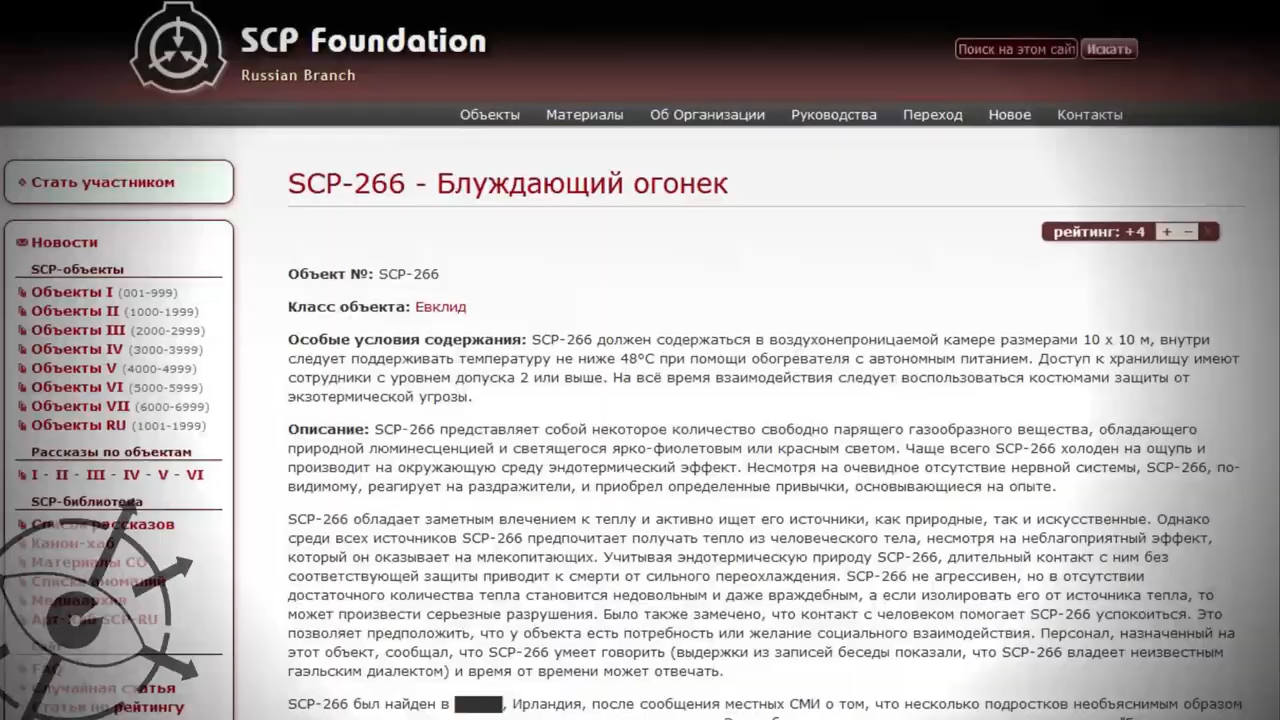 SCP Foundation
Russian Branch
Поиск на этом сайт
Искать
Объекты Материалы Об Организации Руководства Переход Новое Контакты
Стать участником
Новости
SCP-объекты
Объекты I (001-999)
Объекты II (1000-1999)
Объекты III (2000-2999)
Объекты IV (3000-3999)
Объекты V (4000-4999)
Объекты VI (5000-5999)
Объекты VII (6000-6999)
Объекты RU (1001-1999)
Рассказы по объектам
I - II - III - IV - V - VI
SCP-библиотека
Список рассказов
Канон-хаб
Материалы СО
Списки аномалий
Медиаархив
FAQ
Случайная статья
Статьи по рейтингу
SCP-266 - Блуждающий огонек
рейтинг: +4 + −
Объект №: SCP-266
Класс объекта: Евклид
Особые условия содержания: SCP-266 должен содержаться в воздухонепроницаемой камере размерами 10 x 10 м, внутри
следует поддерживать температуру не ниже 48°C при помощи обогревателя с автономным питанием. Доступ к хранилищу имеют
сотрудники с уровнем допуска 2 или выше. На всё время взаимодействия следует воспользоваться костюмами защиты от
экзотермической угрозы.
Описание: SCP-266 представляет собой некоторое количество свободно парящего газообразного вещества, обладающего
природной люминесценцией и светящегося ярко-фиолетовым или красным светом. Чаще всего SCP-266 холоден на ощупь и
производит на окружающую среду эндотермический эффект. Несмотря на очевидное отсутствие нервной системы, SCP-266, по-
видимому, реагирует на раздражители, и приобрел определенные привычки, основывающиеся на опыте.
SCP-266 обладает заметным влечением к теплу и активно ищет его источники, как природные, так и искусственные. Однако
среди всех источников SCP-266 предпочитает получать тепло из человеческого тела, несмотря на неблагоприятный эффект,
который он оказывает на млекопитающих. Учитывая эндотермическую природу SCP-266, длительный контакт с ним без
соответствующей защиты приводит к смерти от сильного переохлаждения. SCP-266 не агрессивен, но в отсутствии
достаточного количества тепла становится недовольным и даже враждебным, а если изолировать его от источника тепла, то
может произвести серьезные разрушения. Было также замечено, что контакт с человеком помогает SCP-266 успокоиться. Это
позволяет предположить, что у объекта есть потребность или желание социального взаимодействия. Персонал, назначенный на
этот объект, сообщал, что SCP-266 умеет говорить (выдержки из записей беседы показали, что SCP-266 владеет неизвестным
гаэльским диалектом) и время от времени может отвечать.
SCP-266 был найден в , Ирландия, после сообщения местных СМИ о том, что несколько подростков необъяснимым образом